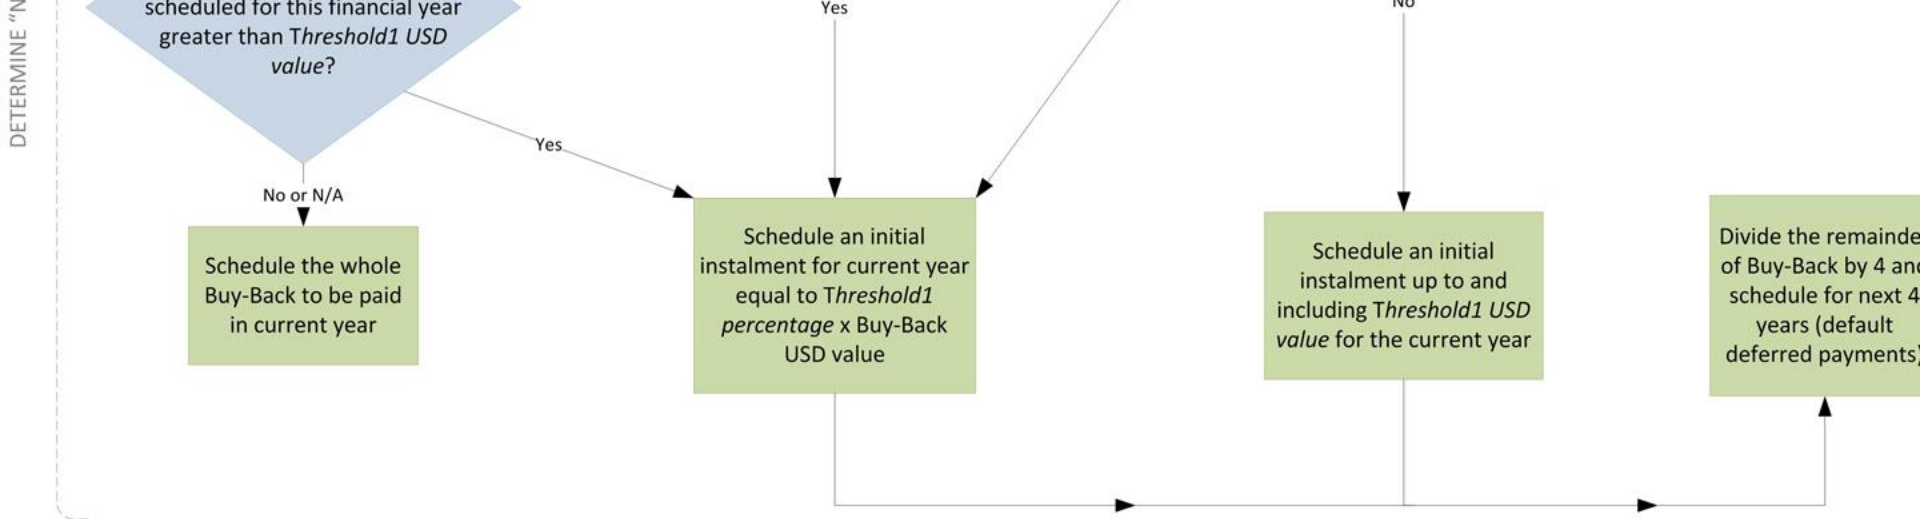 DETERMINE "N
scheduled for this financial year
greater than Threshold1 USD
value?
Yes
No
Yes
No or N/A
Schedule the whole
Buy-Back to be paid
in current year
Schedule an initial
instalment for current year
equal to Threshold1
percentage x Buy-Back
USD value
Schedule an initial
instalment up to and
including Threshold1 USD
value for the current year
Divide the remainde
of Buy-Back by 4 and
schedule for next 4
years (default
deferred payments)